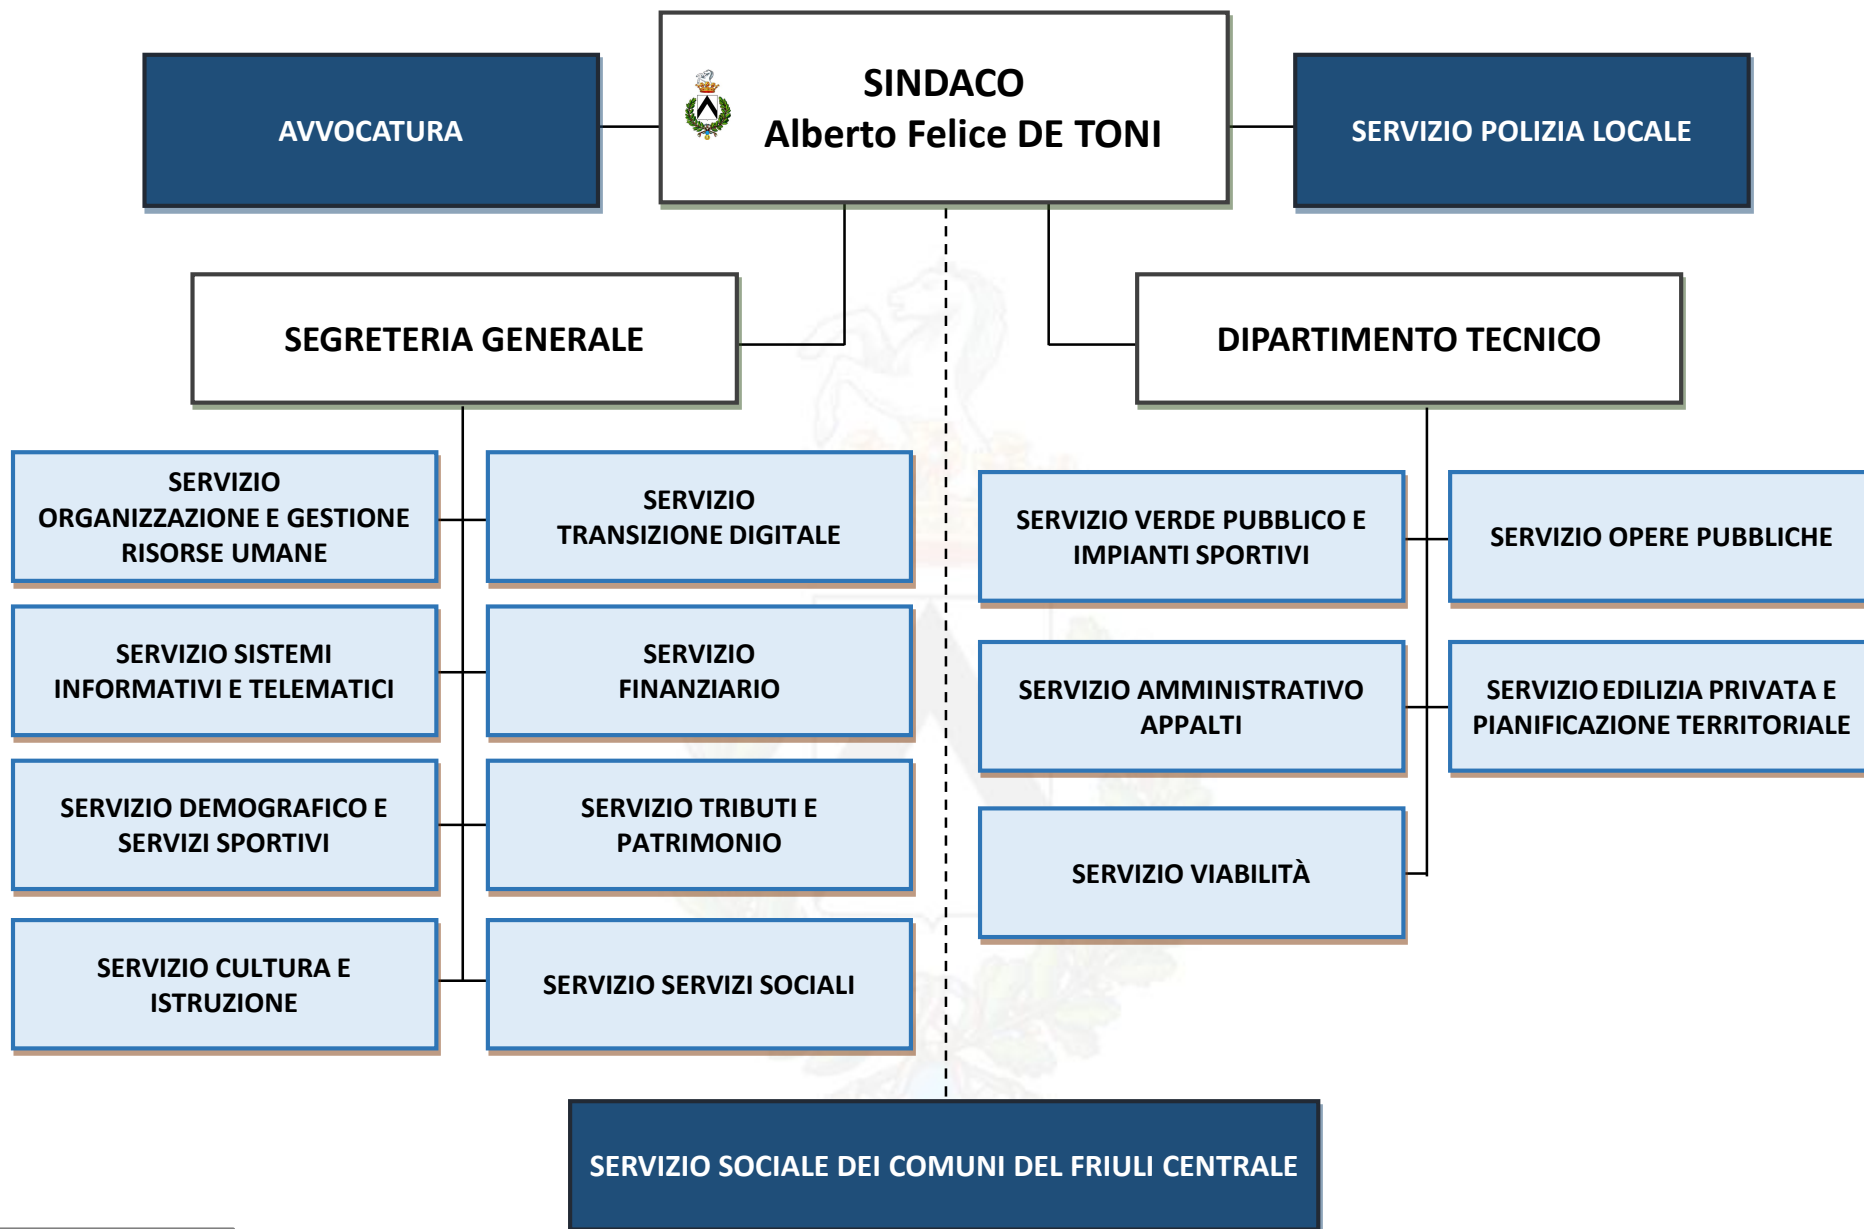 SINDACO
Alberto Felice DE TONI
AVVOCATURA
SERVIZIO POLIZIA LOCALE
SEGRETERIA GENERALE
DIPARTIMENTO TECNICO
SERVIZIO
ORGANIZZAZIONE E GESTIONE
RISORSE UMANE
SERVIZIO
TRANSIZIONE DIGITALE
SERVIZIO SISTEMI
INFORMATIVI E TELEMATICI
SERVIZIO
FINANZIARIO
SERVIZIO DEMOGRAFICO E
SERVIZI SPORTIVI
SERVIZIO TRIBUTI E
PATRIMONIO
SERVIZIO CULTURA E
ISTRUZIONE
SERVIZIO SERVIZI SOCIALI
SERVIZIO VERDE PUBBLICO E
IMPIANTI SPORTIVI
SERVIZIO OPERE PUBBLICHE
SERVIZIO AMMINISTRATIVO
APPALTI
SERVIZIO EDILIZIA PRIVATA E
PIANIFICAZIONE TERRITORIALE
SERVIZIO VIABILITÀ
SERVIZIO SOCIALE DEI COMUNI DEL FRIULI CENTRALE